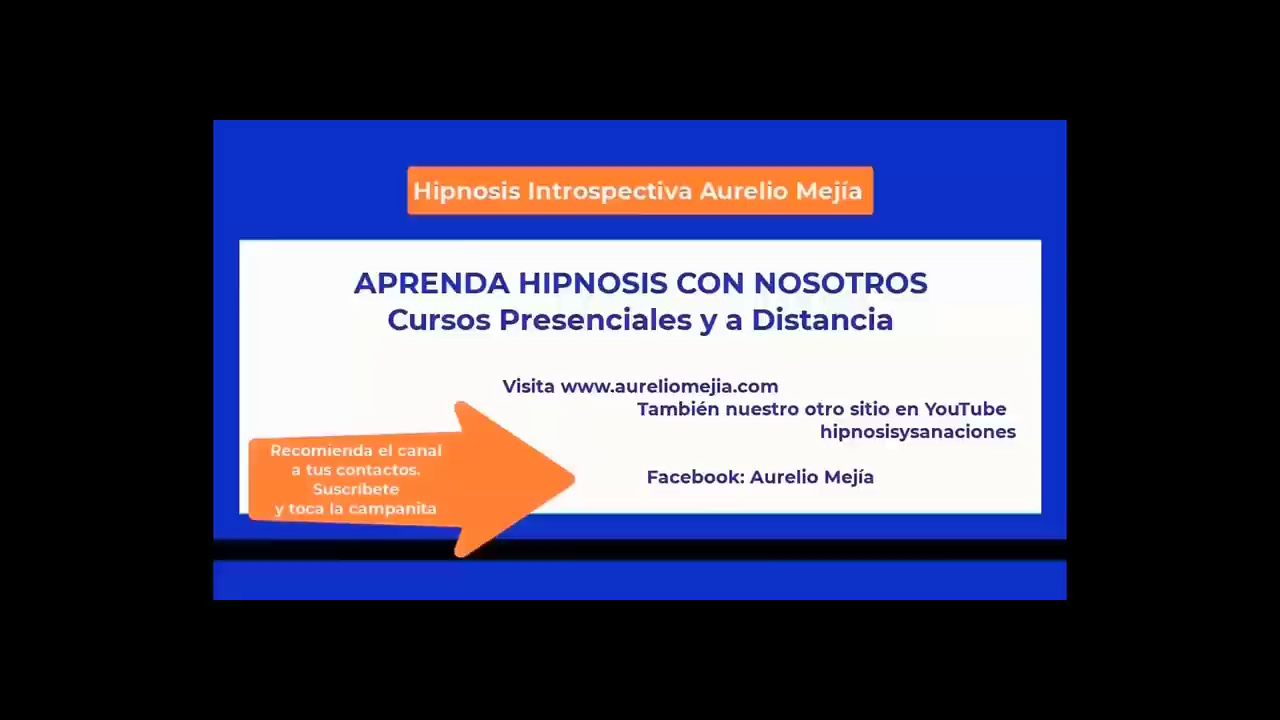 Hipnosis Introspectiva Aurelio Mejía
APRENDA HIPNOSIS CON NOSOTROS
Cursos Presenciales y a Distancia
Visita www.aureliomejia.com
También nuestro otro sitio en YouTube
hipnosisysanaciones
Facebook: Aurelio Mejía
Recomienda el canal
a tus contactos.
Suscríbete
y toca la campanita